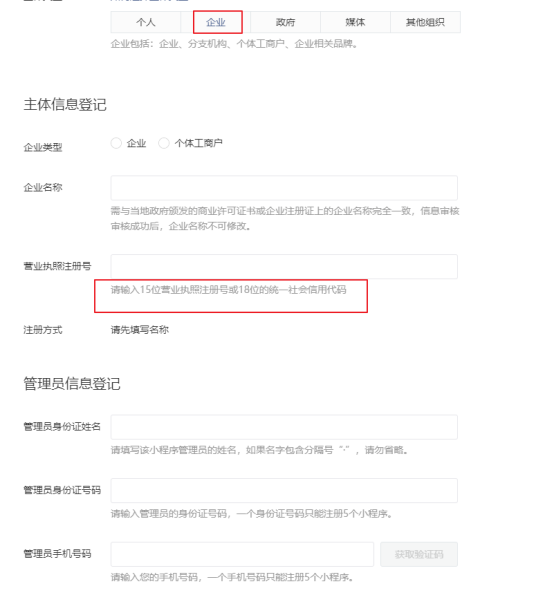 个人 企业 政府 媒体 其他组织
企业包括：企业、分支机构、个体工商户、企业相关品牌。
主体信息登记
企业类型 企业 个体工商户
企业名称
需与当地政府颁发的商业许可证书或企业注册证上的企业名称完全一致，信息审核
审核成功后，企业名称不可修改。
营业执照注册号
请输入15位营业执照注册号或18位的统一社会信用代码
注册方式 请先填写名称
管理员信息登记
管理员身份证姓名
请填写该小程序管理员的姓名，如果名字包含分隔号“·”，请勿省略。
管理员身份证号码
请输入管理员的身份证号码，一个身份证号码只能注册5个小程序。
管理员手机号码 获取验证码
请输入您的手机号码，一个手机号码只能注册5个小程序。